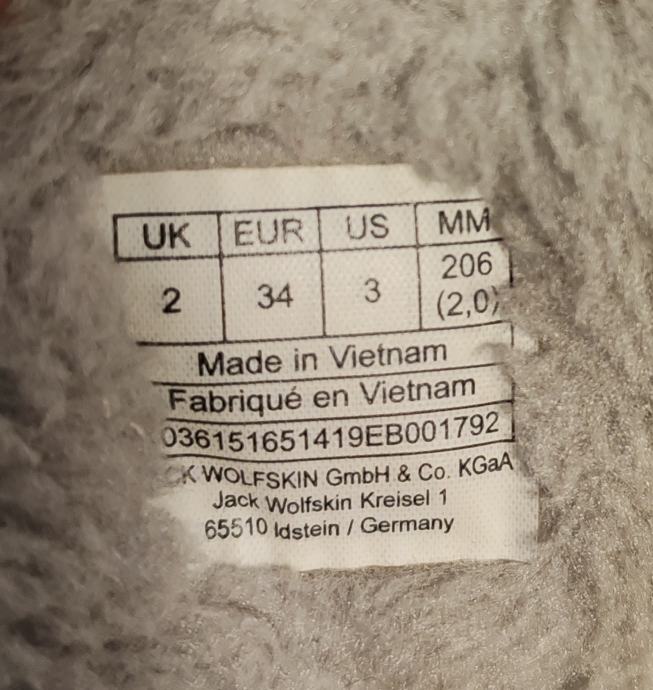 UK EUR US MM
2 34 3 206
(2,0)
Made in Vietnam
Fabriqué en Vietnam
036151651419EB001792
CK WOLFSKIN GmbH & Co. KGaA
Jack Wolfskin Kreisel 1
65510 Idstein / Germany